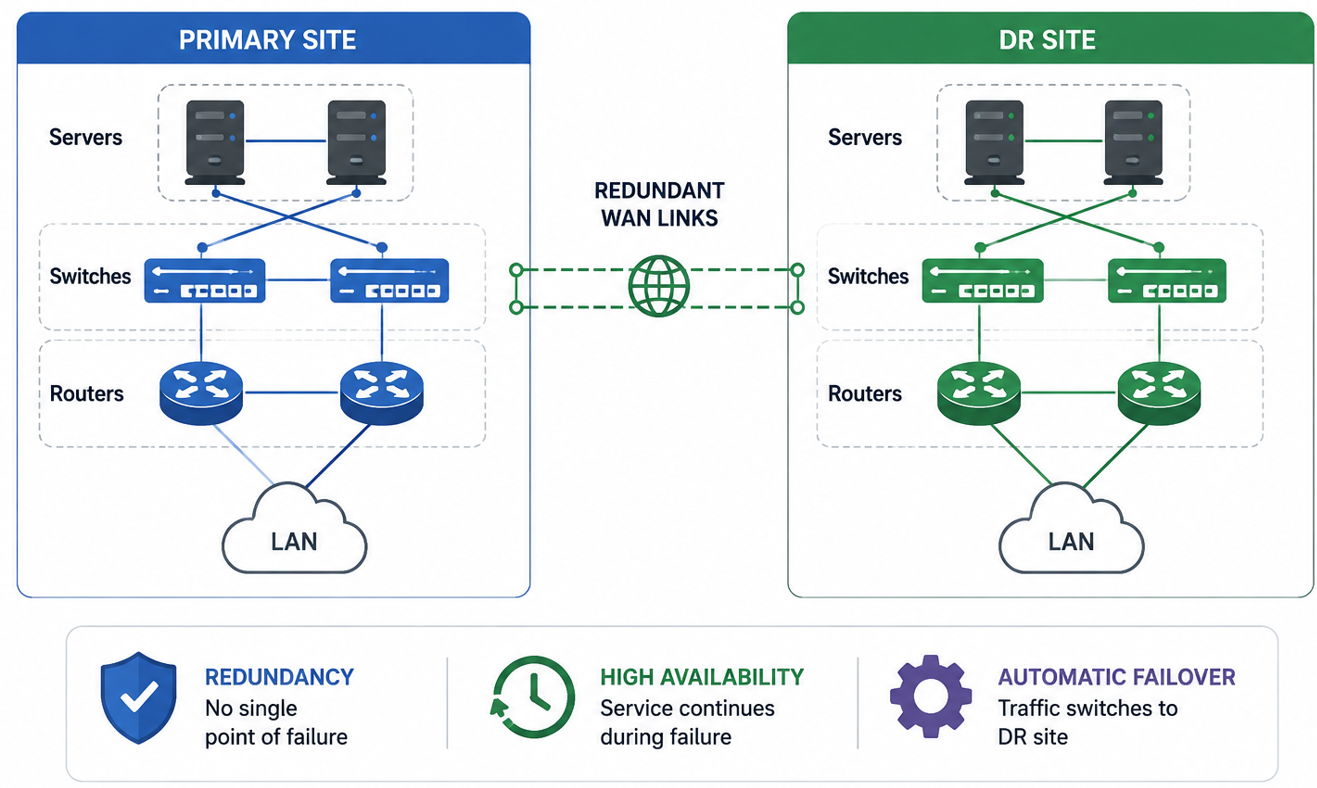 PRIMARY SITE
Servers
Switches
Routers
LAN
REDUNDANT
WAN LINKS
DR SITE
Servers
Switches
Routers
LAN
REDUNDANCY
No single
point of failure
HIGH AVAILABILITY
Service continues
during failure
AUTOMATIC FAILOVER
Traffic switches to
DR site